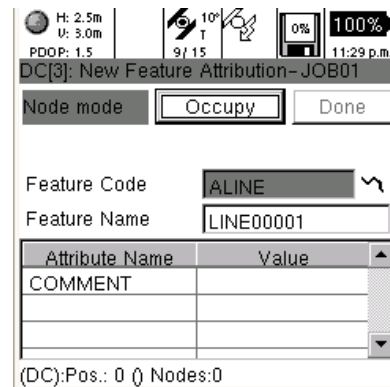 H: 2.5m
V: 3.0m
PDOP: 1.5
10°
T
9/ 15
0%
100%
11:29 p.m
DC[3]: New Feature Attribution-JOB01
Node mode
Occupy
Done
Feature Code
ALINE
Feature Name
LINE00001
Attribute Name Value
COMMENT
(DC):Pos.: 0 () Nodes:0